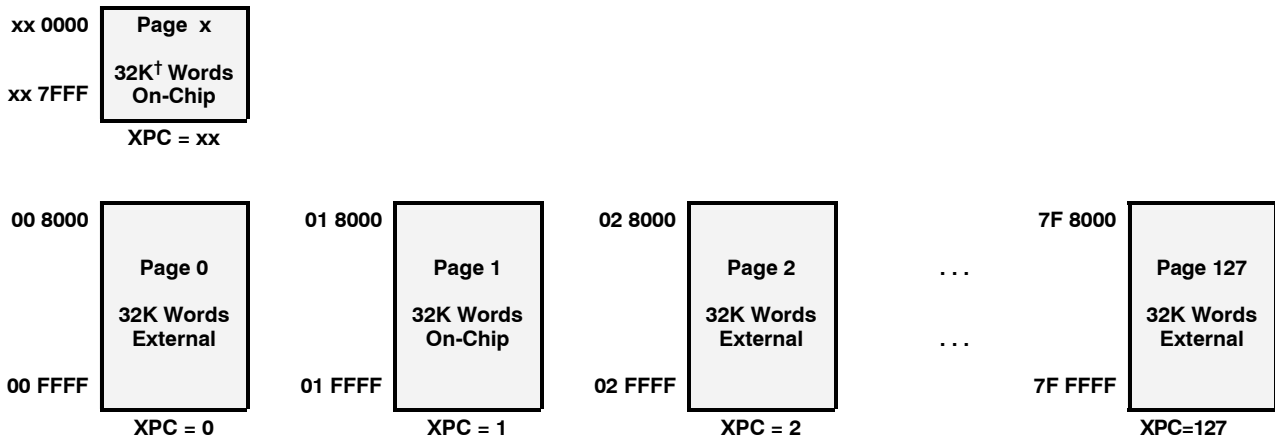 xx 0000
Page x
32K† Words
xx 7FFF
On-Chip
XPC = xx
00 8000
01 8000
02 8000
7F 8000
Page 0
Page 1
Page 2
. . .
Page 127
32K Words
32K Words
32K Words
32K Words
External
On-Chip
External
. . .
External
00 FFFF
01 FFFF
02 FFFF
7F FFFF
XPC = 0
XPC = 1
XPC = 2
XPC=127